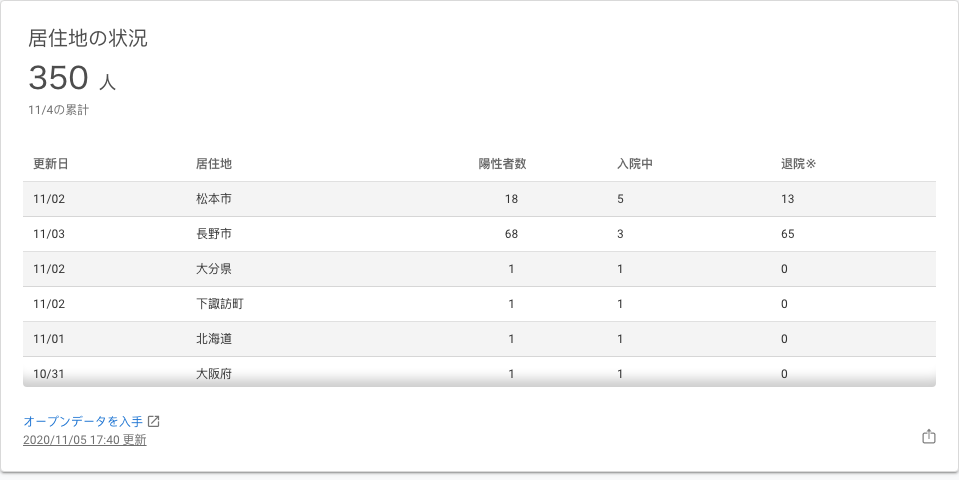 居住地の状況
350 人
11/4の累計
更新日 居住地 陽性者数 入院中 退院※
11/02 松本市 18 5 13
11/03 長野市 68 3 65
11/02 大分県 1 1 0
11/02 下諏訪町 1 1 0
11/01 北海道 1 1 0
10/31 大阪府 1 1 0
オープンデータを入手
2020/11/05 17:40 更新